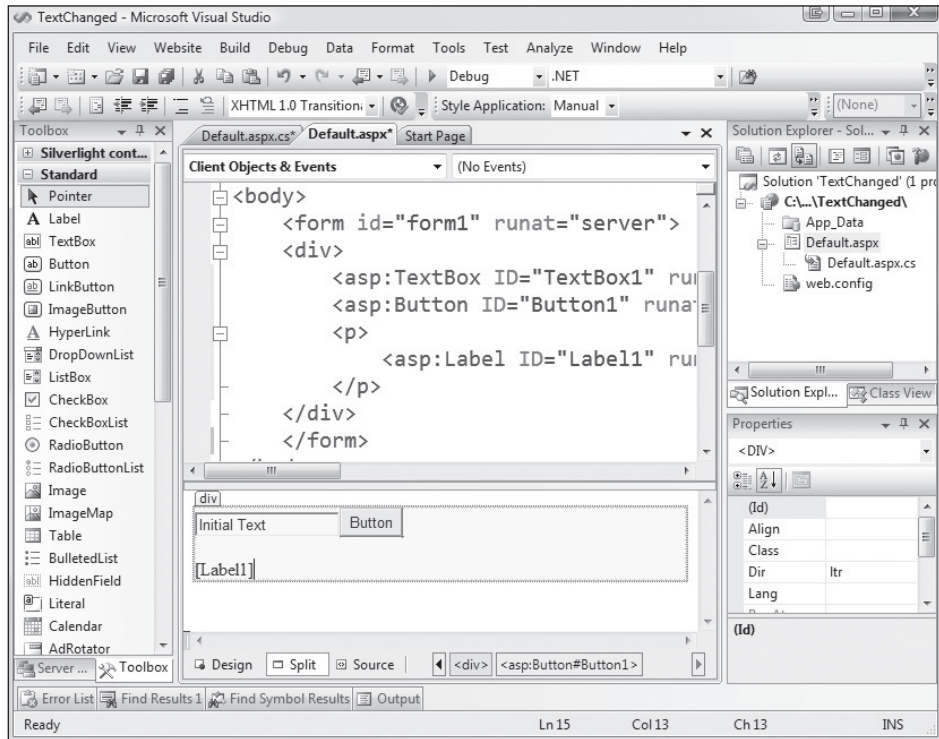 TextChanged - Microsoft Visual Studio
File Edit View Website Build Debug Data Format Tools Test Analyze Window Help
Debug .NET
XHTML 1.0 Transition: Style Application: Manual (None)
Toolbox
Silverlight cont...
Standard
Pointer
A Label
abl TextBox
ab Button
ab LinkButton
ImageButton
A HyperLink
DropDownList
ListBox
CheckBox
CheckBoxList
RadioButton
RadioButtonList
Image
ImageMap
Table
BulletedList
abl HiddenField
Literal
Calendar
AdRotator
Server ... Toolbox
Default.aspx.cs* Default.aspx* Start Page
Client Objects & Events (No Events)
<body>
<form id="form1" runat="server">
<div>
<asp:TextBox ID="TextBox1" ru
<asp:Button ID="Button1" runa
<p>
<asp:Label ID="Label1" ru
</p>
</div>
</form>
div
Initial Text Button
[Label1]
Design Split Source <div> <asp:Button#Button1>
Solution Explorer - Sol...
Solution 'TextChanged' (1 pro
C:\...\TextChanged\
App_Data
Default.aspx
Default.aspx.cs
web.config
Solution Expl... Class View
Properties
<DIV>
(Id)
Align
Class
Dir ltr
Lang
(Id)
Error List Find Results 1 Find Symbol Results Output
Ready Ln 15 Col 13 Ch 13 INS